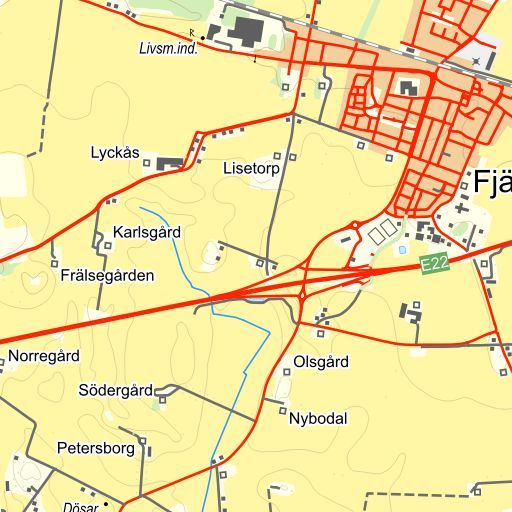 Livsm.ind.
Lyckås
Lisetorp
Fjä
Karlsgård
E22
Frälsegården
Norregård
Olsgård
Södergård
Nybodal
Petersborg
Dösar